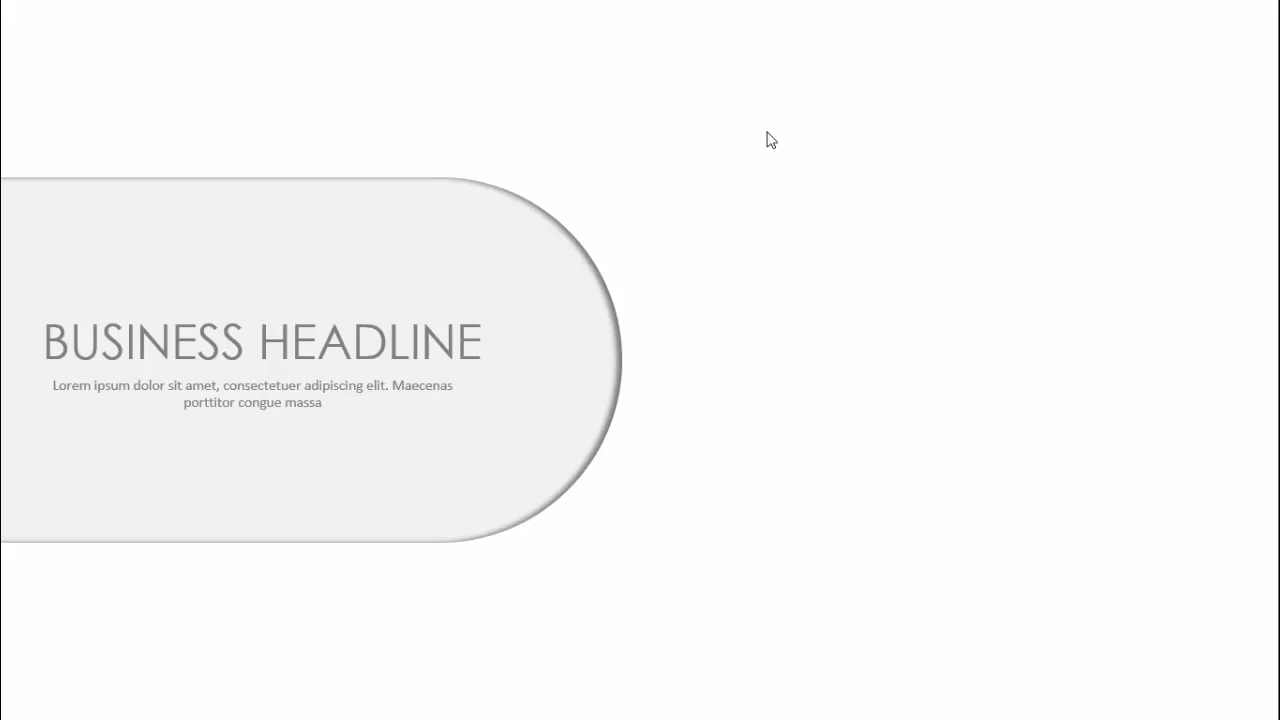 BUSINESS HEADLINE
Lorem ipsum dolor sit amet, consectetuer adipiscing elit. Maecenas
porttitor congue massa